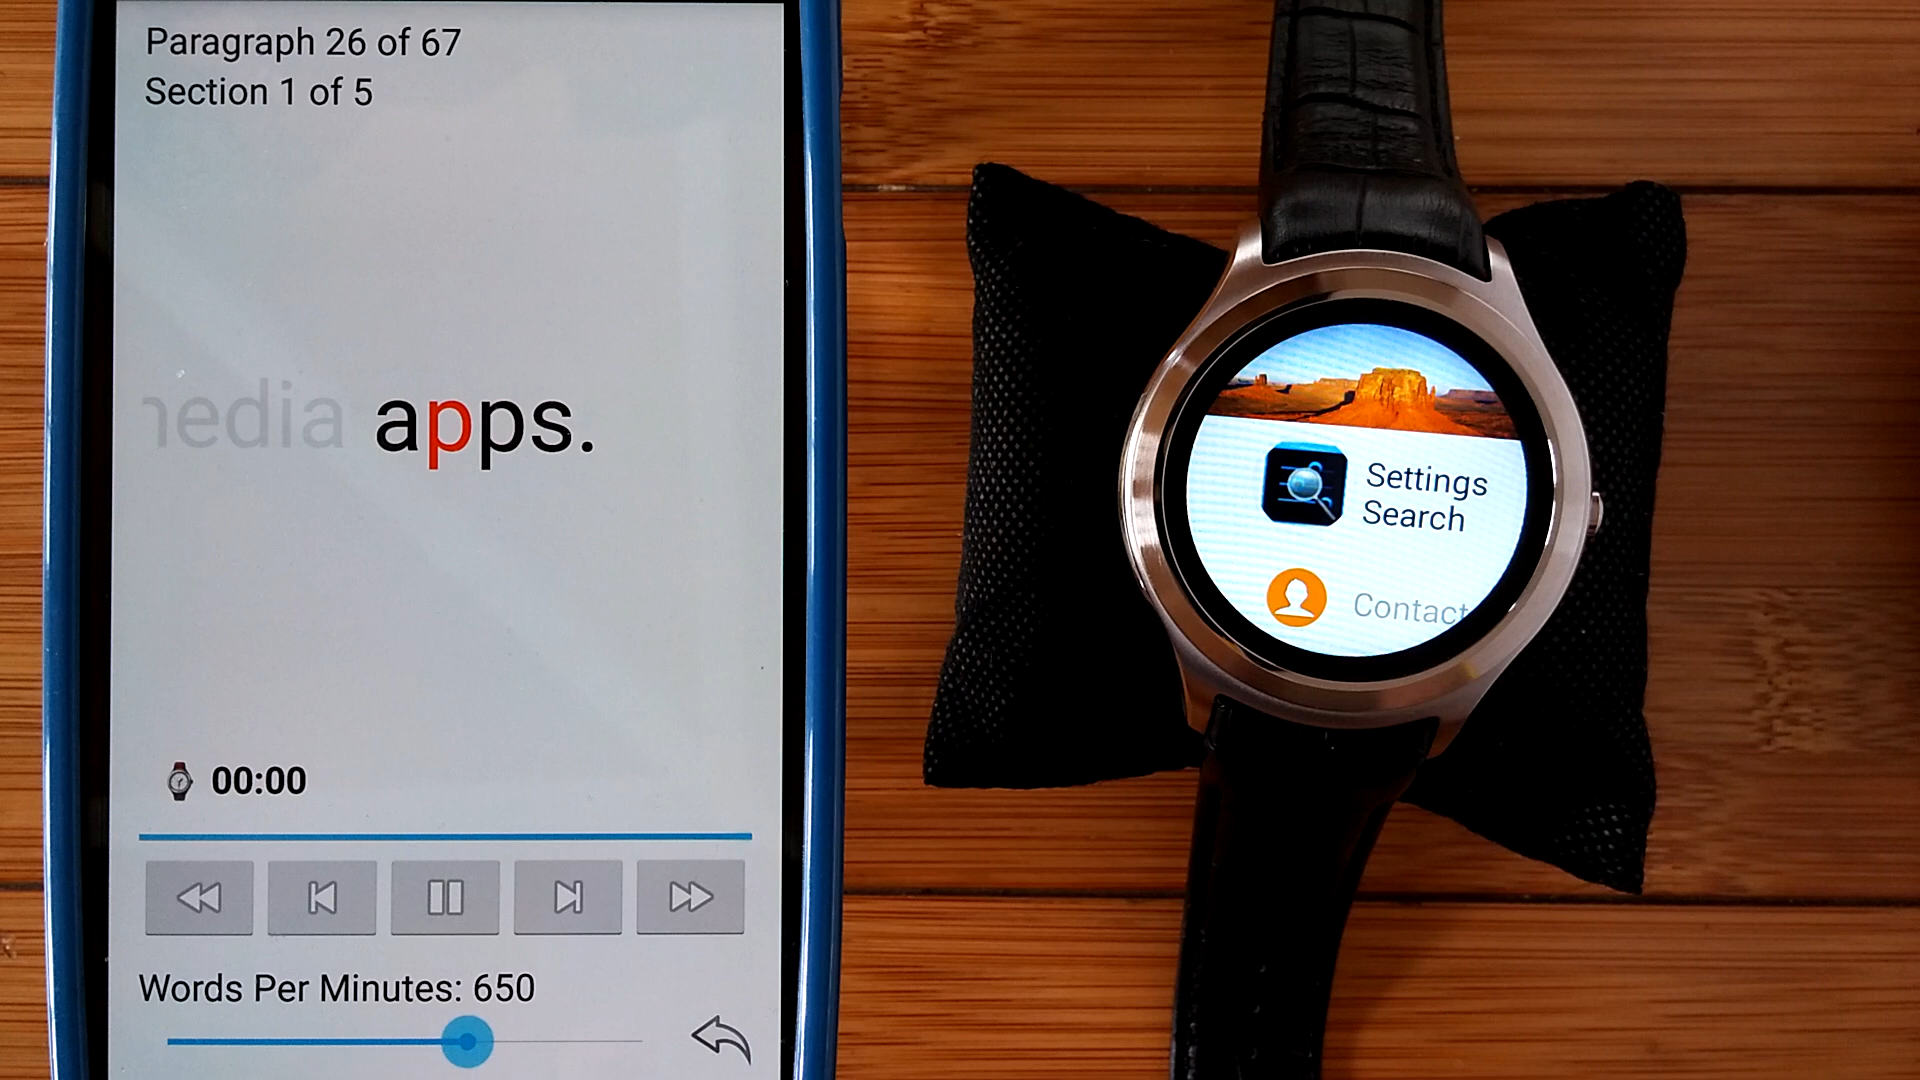 Paragraph 26 of 67
Section 1 of 5
apps.
00:00
Words Per Minutes: 650
Settings
Search
Contact